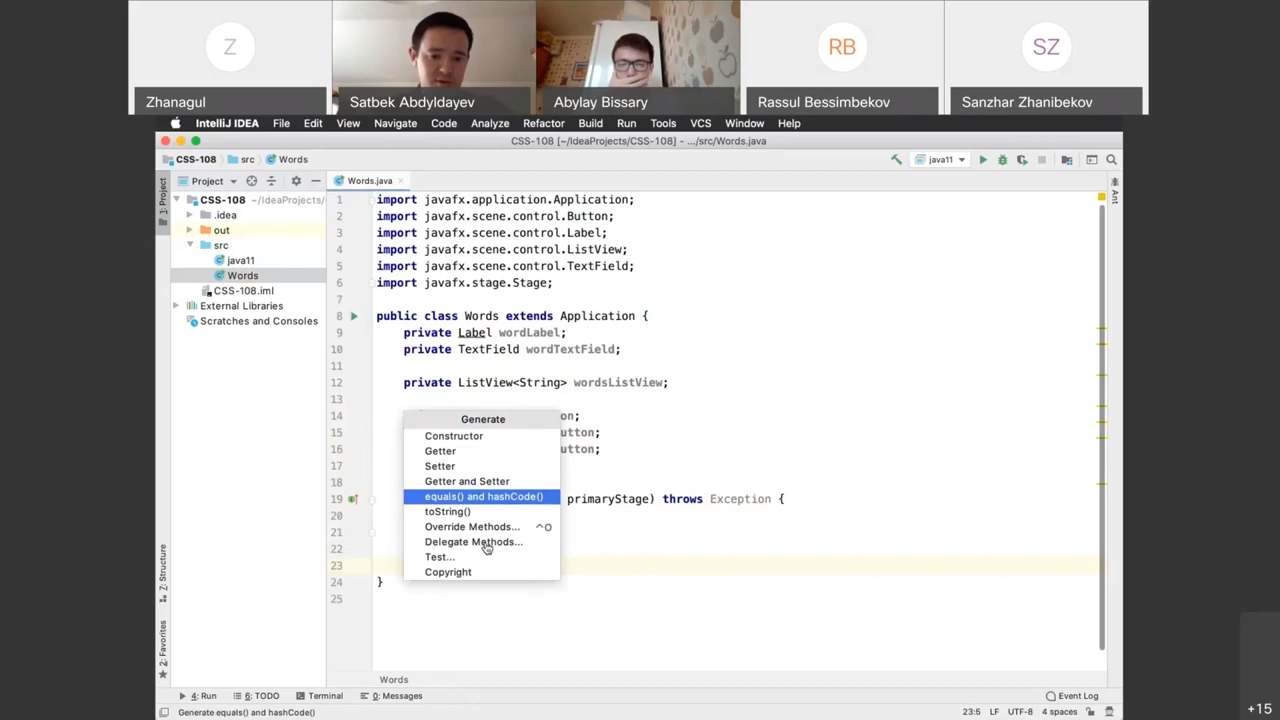 Z
RB
SZ
Zhanagul
Satbek Abdyldayev
Abylay Bissary
Rassul Bessimbekov
Sanzhar Zhanibekov
IntelliJ IDEA File Edit View Navigate Code Analyze Refactor Build Run Tools VCS Window Help
CSS-108 [~/IdeaProjects/CSS-108] - .../src/Words.java
CSS-108 src Words
java11
Project
Words.java
1: Project
Ant
CSS-108 ~/IdeaProjects/
.idea
out
src
java11
Words
CSS-108.iml
External Libraries
Scratches and Consoles
1 import javafx.application.Application;
2 import javafx.scene.control.Button;
3 import javafx.scene.control.Label;
4 import javafx.scene.control.ListView;
5 import javafx.scene.control.TextField;
6 import javafx.stage.Stage;
7
8 public class Words extends Application {
9 private Label wordLabel;
10 private TextField wordTextField;
11
12 private ListView<String> wordsListView;
13
14 on;
15 utton;
16 utton;
17
18
19 primaryStage) throws Exception {
20
21
22
23
24 }
25
Generate
Constructor
Getter
Setter
Getter and Setter
equals() and hashCode()
toString()
Override Methods... ^O
Delegate Methods...
Test...
Copyright
Z: Structure
2: Favorites
Words
4: Run 6: TODO Terminal 0: Messages
Event Log
Generate equals() and hashCode()
23:5 LF UTF-8 4 spaces
+15